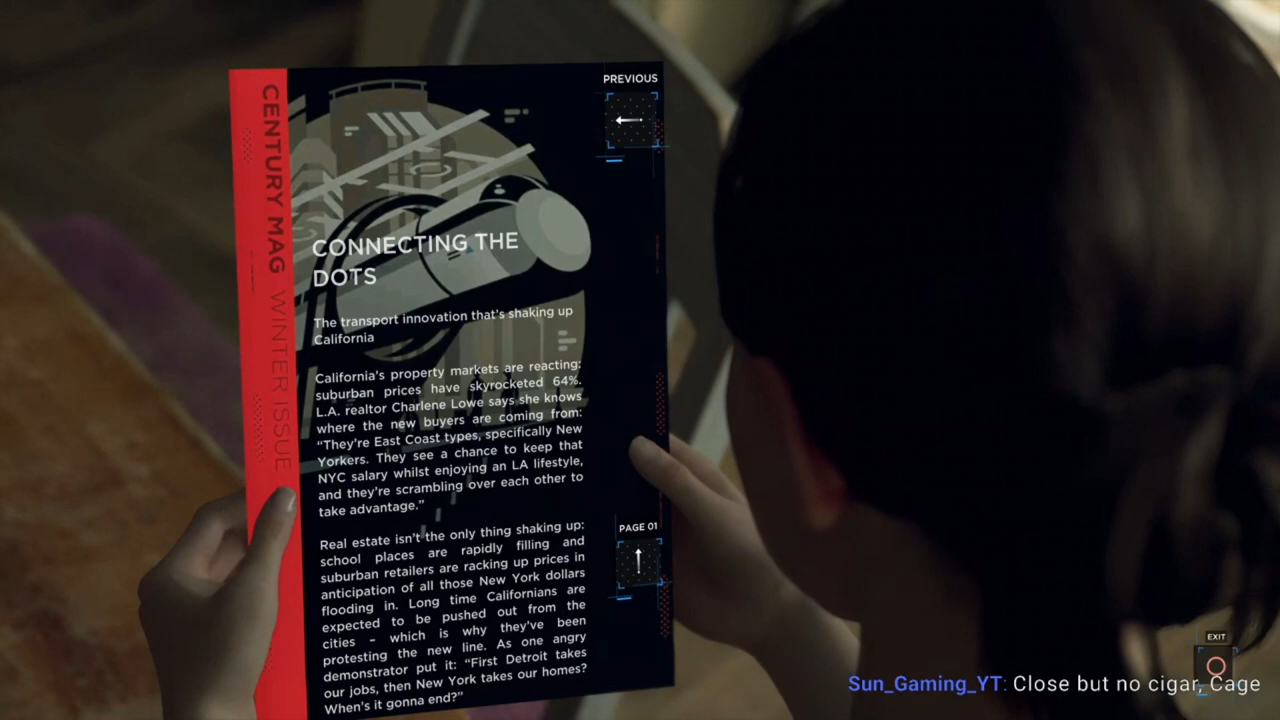 CENTURY MAG WINTER ISSUE
PREVIOUS
CONNECTING THE
DOTS
The transport innovation that's shaking up
California
California's property markets are reacting:
suburban prices have skyrocketed 64%.
L.A. realtor Charlene Lowe says she knows
where the new buyers are coming from:
"They're East Coast types, specifically New
Yorkers. They see a chance to keep that
NYC salary whilst enjoying an LA lifestyle,
and they're scrambling over each other to
take advantage."
Real estate isn't the only thing shaking up:
school places are rapidly filling and
suburban retailers are racking up prices in
anticipation of all those New York dollars
flooding in. Long time Californians are
expected to be pushed out from the
cities – which is why they've been
protesting the new line. As one angry
demonstrator put it: "First Detroit takes
our jobs, then New York takes our homes?
When's it gonna end?"
PAGE 01
EXIT
Sun_Gaming_YT: Close but no cigar, Cage